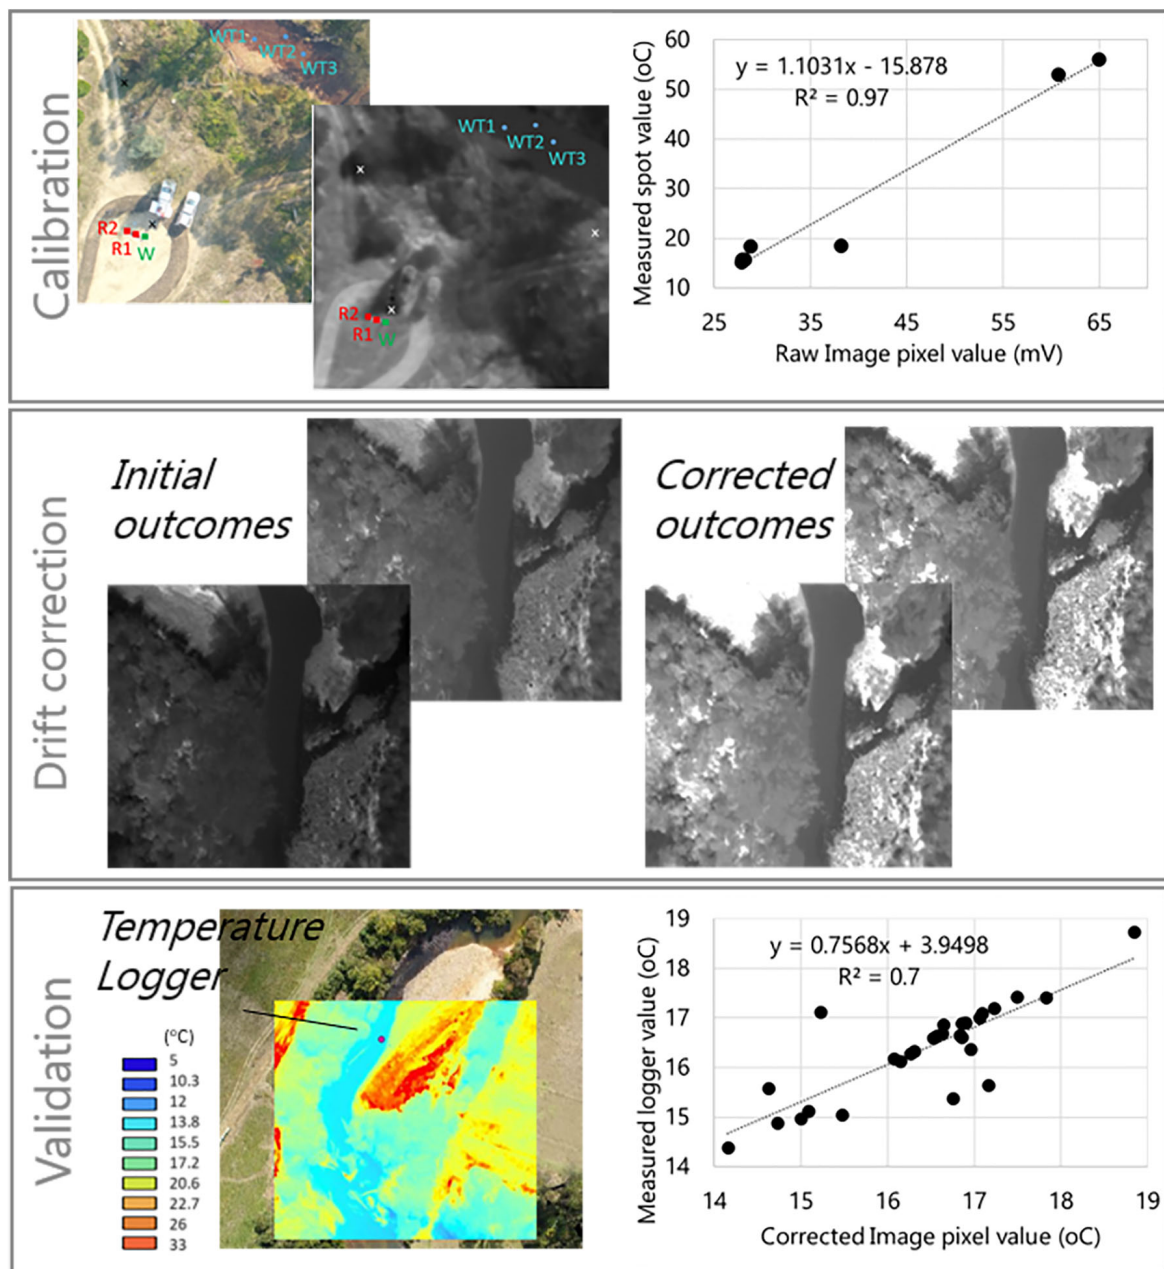 Calibration
WT1
WT2
WT3
R2
R1
W
WT1
WT2
WT3
R2
R1
W
y = 1.1031x - 15.878
R² = 0.97
Measured spot value (oC)
60
50
40
30
20
10
25 35 45 55 65
Raw Image pixel value (mV)
Drift correction
Initial
outcomes
Corrected
outcomes
Validation
Temperature
Logger
(°C)
5
10.3
12
13.8
15.5
17.2
20.6
22.7
26
33
y = 0.7568x + 3.9498
R² = 0.7
Measured logger value (oC)
19
18
17
16
15
14
14 15 16 17 18 19
Corrected Image pixel value (oC)